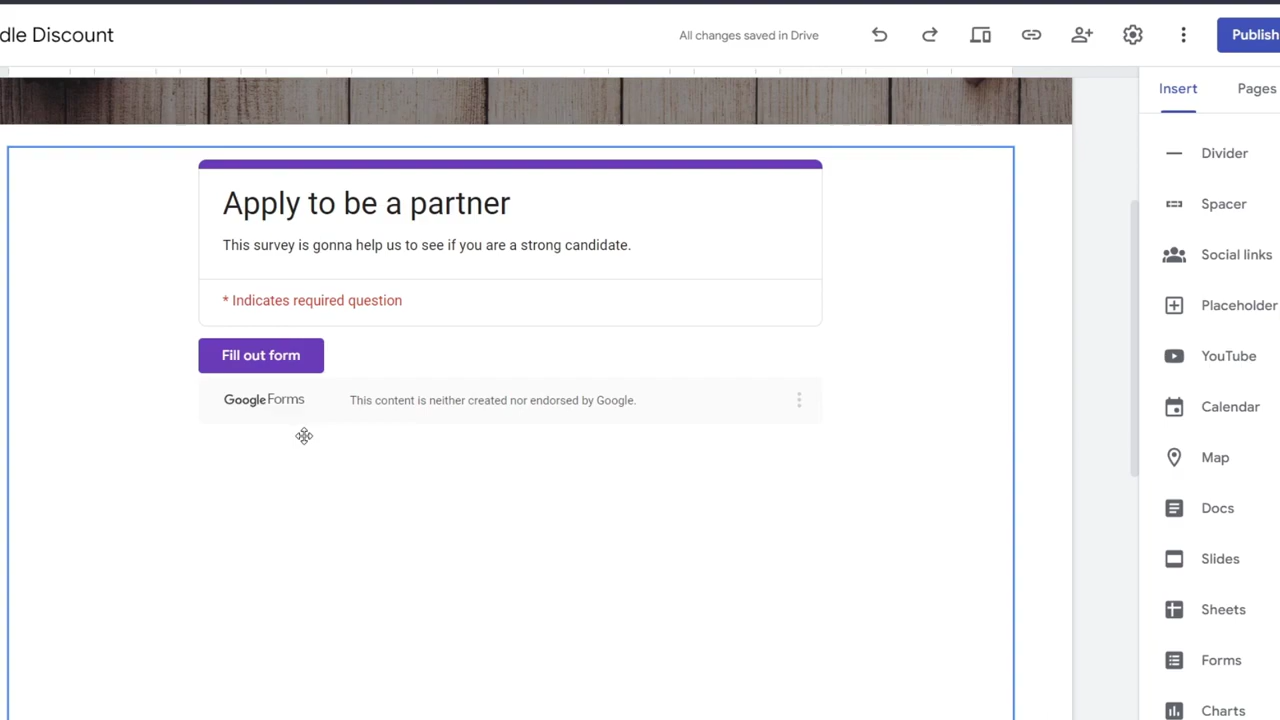 dle Discount
All changes saved in Drive
Publish
Insert
Pages
Divider
Spacer
Social links
Placeholder
YouTube
Calendar
Map
Docs
Slides
Sheets
Forms
Charts
Apply to be a partner
This survey is gonna help us to see if you are a strong candidate.
* Indicates required question
Fill out form
Google Forms
This content is neither created nor endorsed by Google.